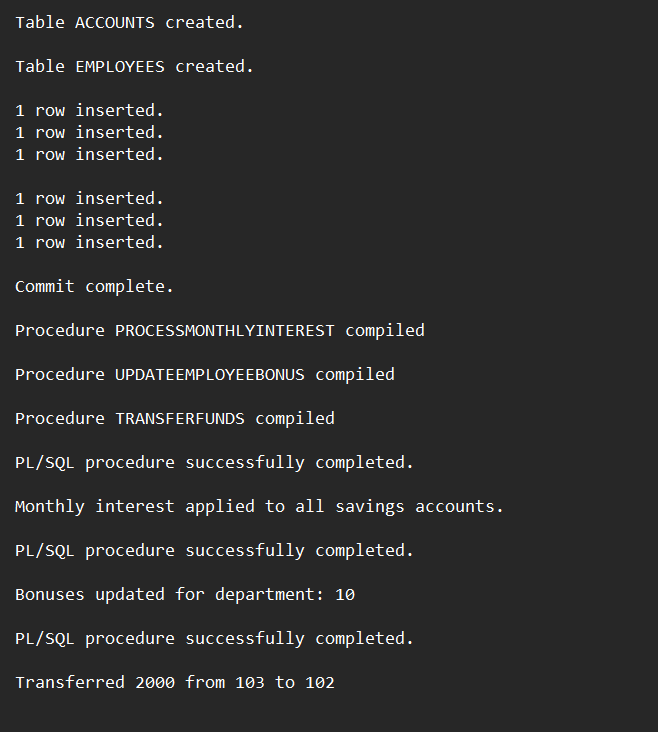 Table ACCOUNTS created.
Table EMPLOYEES created.
1 row inserted.
1 row inserted.
1 row inserted.
1 row inserted.
1 row inserted.
1 row inserted.
Commit complete.
Procedure PROCESSMONTHLYINTEREST compiled
Procedure UPDATEEMPLOYEEBONUS compiled
Procedure TRANSFERFUNDS compiled
PL/SQL procedure successfully completed.
Monthly interest applied to all savings accounts.
PL/SQL procedure successfully completed.
Bonuses updated for department: 10
PL/SQL procedure successfully completed.
Transferred 2000 from 103 to 102